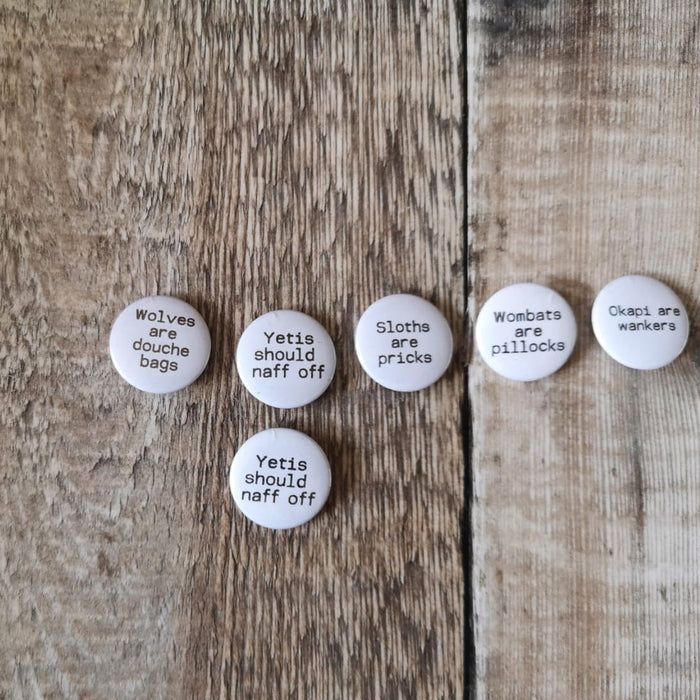 Wolves
are
douche
bags
Yetis
should
naff off
Sloths
are
pricks
Wombats
are
pillocks
Okapi are
wankers
Yetis
should
naff off